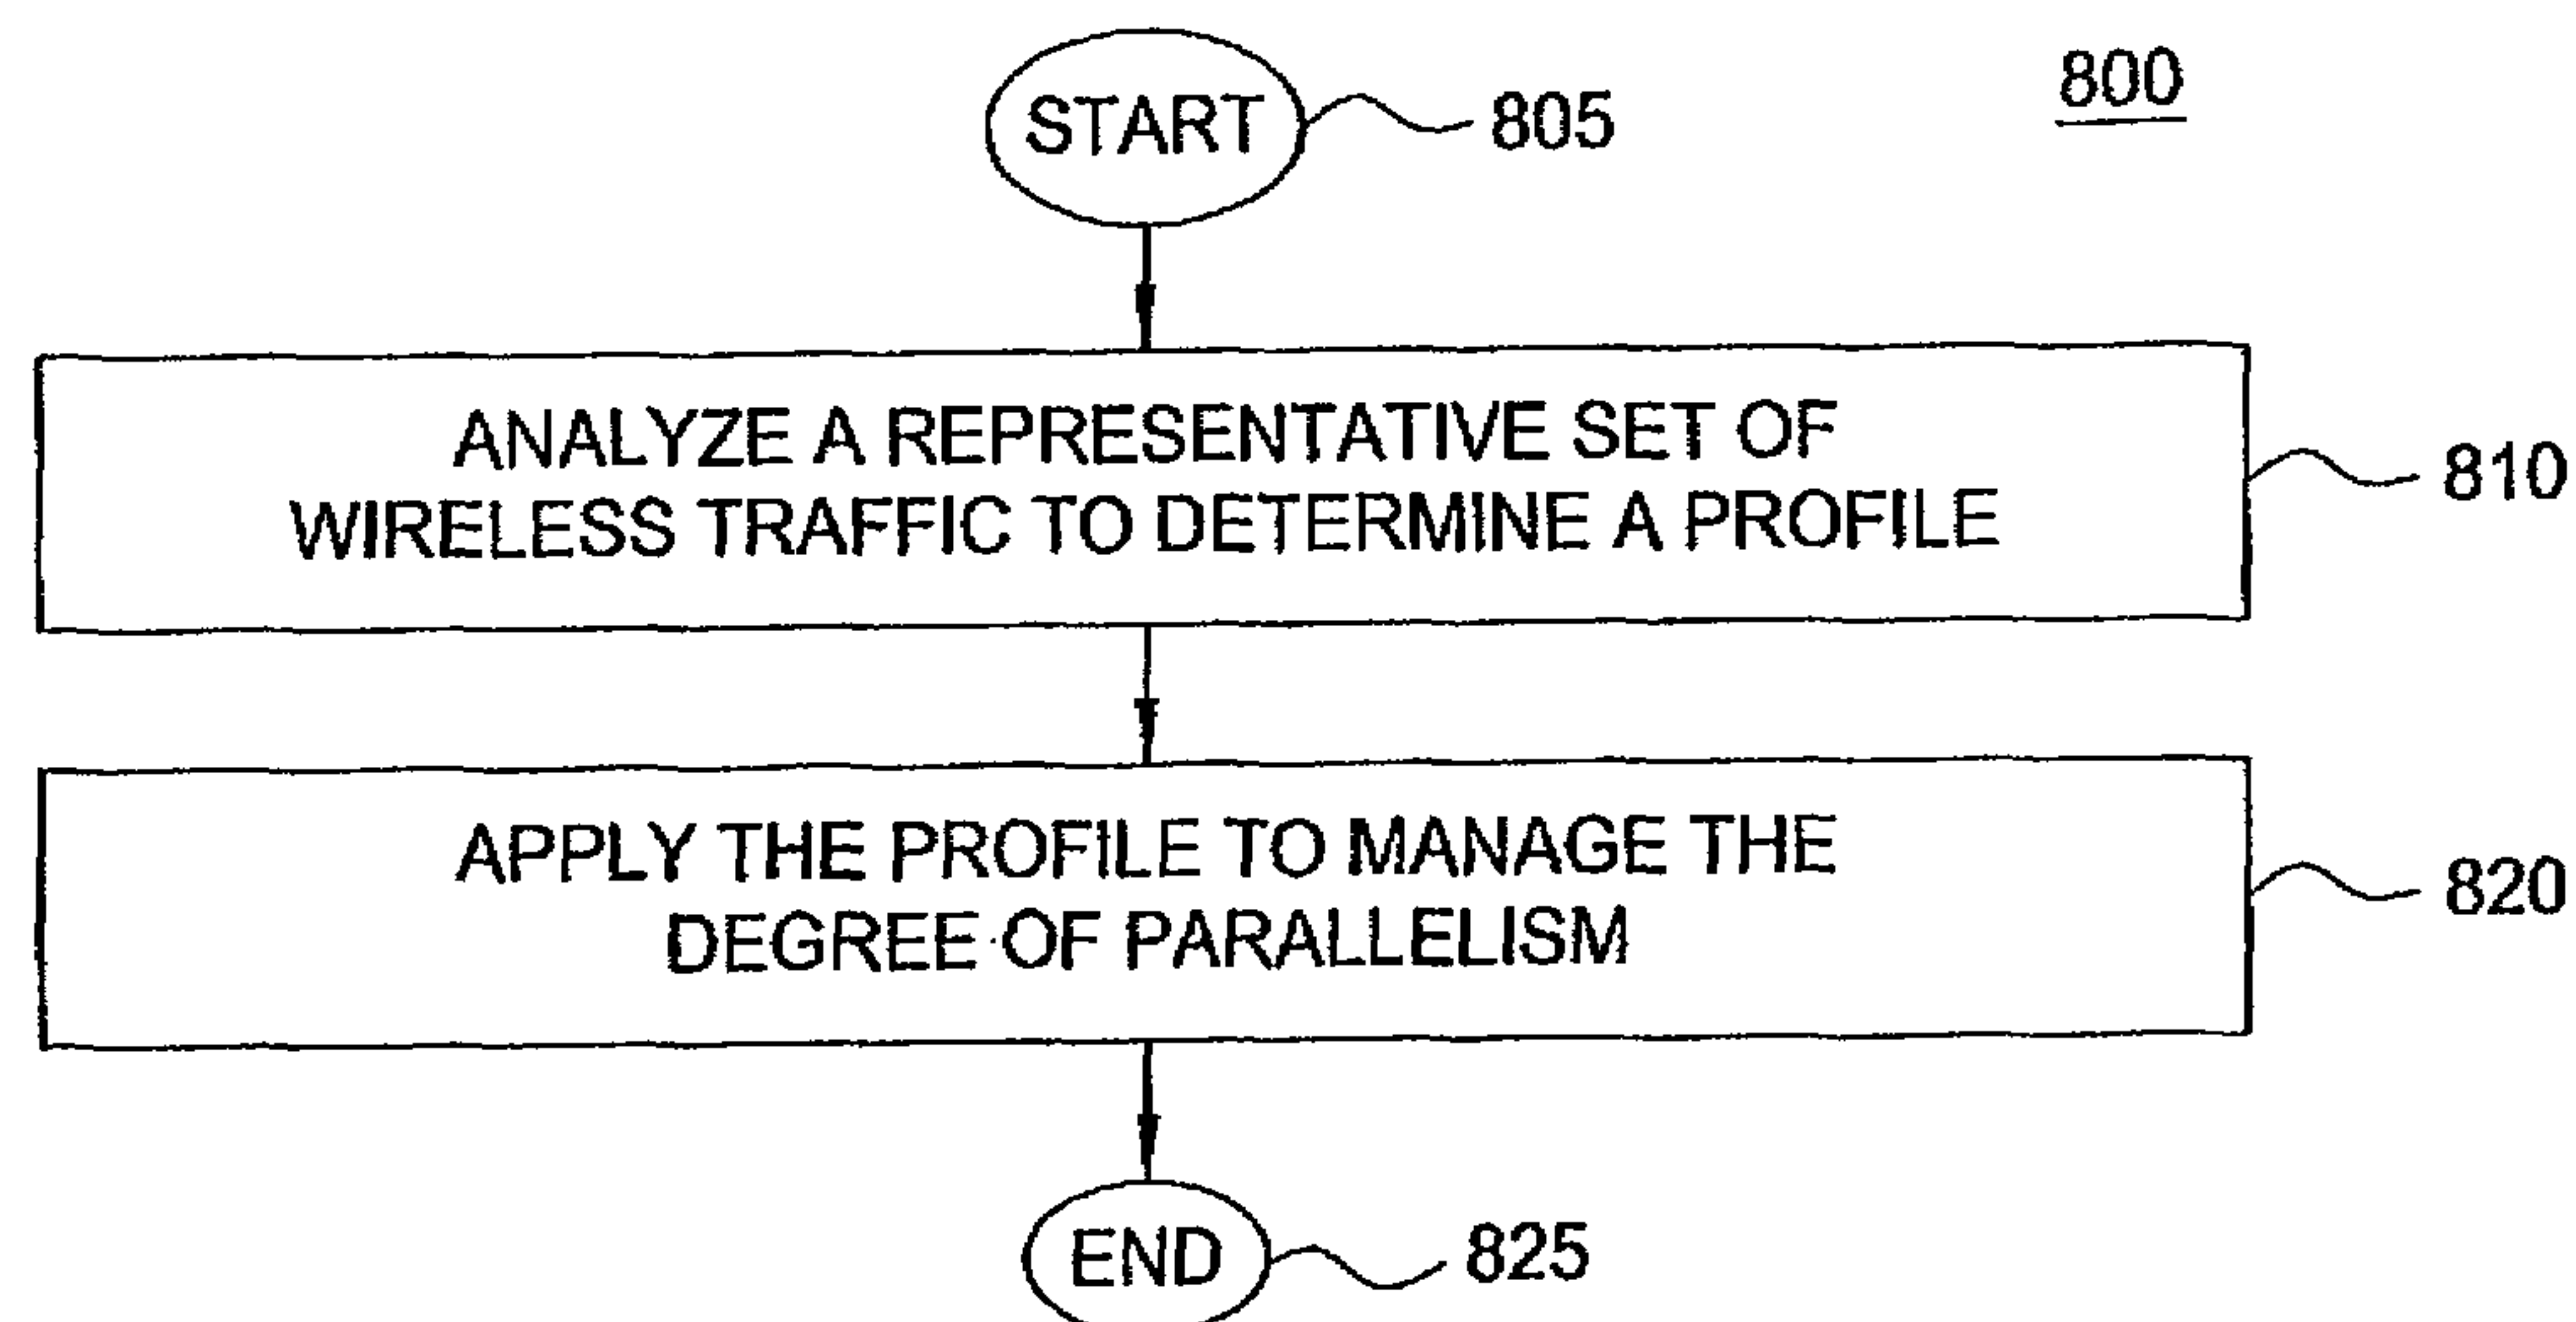 800
START
805
ANALYZE A REPRESENTATIVE SET OF
WIRELESS TRAFFIC TO DETERMINE A PROFILE
810
APPLY THE PROFILE TO MANAGE THE
DEGREE OF PARALLELISM
820
END
825